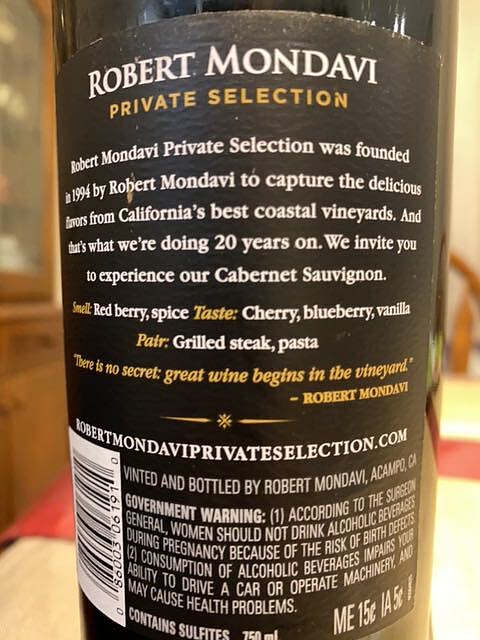 ROBERT MONDAVI
PRIVATE SELECTION
Robert Mondavi Private Selection was founded
in 1994 by Robert Mondavi to capture the delicious
flavors from California's best coastal vineyards. And
that's what we're doing 20 years on. We invite you
to experience our Cabernet Sauvignon.
Smell: Red berry, spice Taste: Cherry, blueberry, vanilla
Pair: Grilled steak, pasta
"There is no secret: great wine begins in the vineyard."
– ROBERT MONDAVI
ROBERTMONDAVIPRIVATESELECTION.COM
VINTED AND BOTTLED BY ROBERT MONDAVI, ACAMPO, CA
GOVERNMENT WARNING: (1) ACCORDING TO THE SURGEON
GENERAL, WOMEN SHOULD NOT DRINK ALCOHOLIC BEVERAGES
DURING PREGNANCY BECAUSE OF THE RISK OF BIRTH DEFECTS.
(2) CONSUMPTION OF ALCOHOLIC BEVERAGES IMPAIRS YOUR
ABILITY TO DRIVE A CAR OR OPERATE MACHINERY, AND
MAY CAUSE HEALTH PROBLEMS.
CONTAINS SULFITES 750 ml
ME 15¢ IA 5¢
0 86003 06191 0